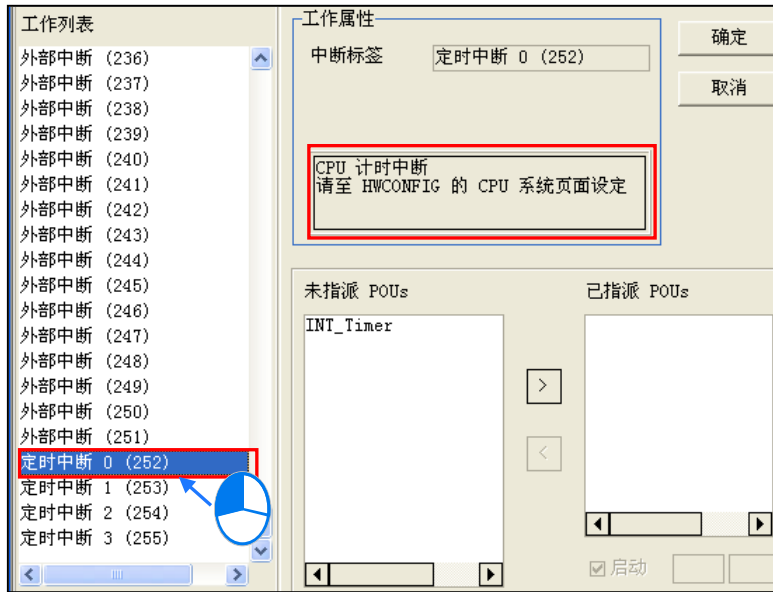 工作列表
外部中断 (236)
外部中断 (237)
外部中断 (238)
外部中断 (239)
外部中断 (240)
外部中断 (241)
外部中断 (242)
外部中断 (243)
外部中断 (244)
外部中断 (245)
外部中断 (246)
外部中断 (247)
外部中断 (248)
外部中断 (249)
外部中断 (250)
外部中断 (251)
定时中断 0 (252)
定时中断 1 (253)
定时中断 2 (254)
定时中断 3 (255)
工作属性
中断标签 定时中断 0 (252)
CPU 计时中断
请至 HWCONFIG 的 CPU 系统页面设定
确定
取消
未指派 POUs
INT_Timer
>
<
已指派 POUs
启动